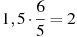 1,5 · 6/5 = 2